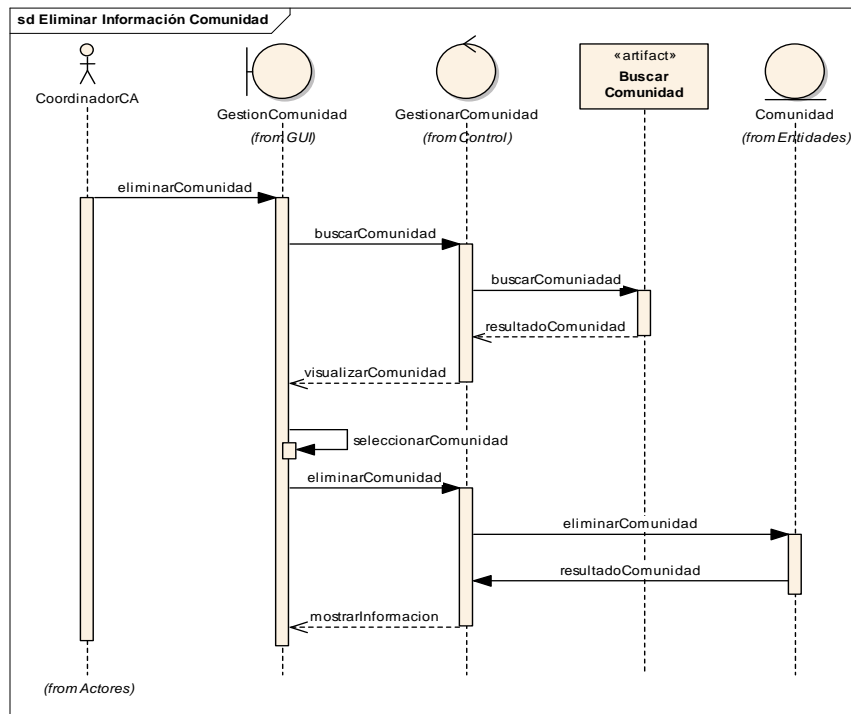 sd Eliminar Información Comunidad
CoordinadorCA
GestionComunidad
(from GUI)
GestionarComunidad
(from Control)
«artifact»
Buscar
Comunidad
Comunidad
(from Entidades)
eliminarComunidad
buscarComunidad
buscarComuniadad
resultadoComunidad
visualizarComunidad
seleccionarComunidad
eliminarComunidad
eliminarComunidad
resultadoComunidad
mostrarInformacion
(from Actores)